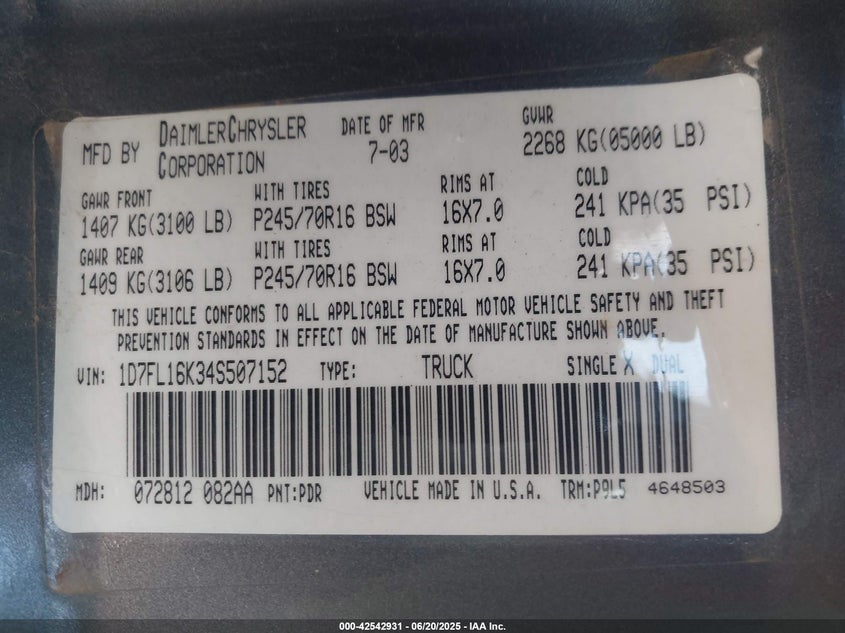 MFD BY DAIMLERCHRYSLER CORPORATION DATE OF MFR 7-03 GVWR 2268 KG(05000 LB)
GAWR FRONT WITH TIRES RIMS AT COLD
1407 KG(3100 LB) P245/70R16 BSW 16X7.0 241 KPA(35 PSI)
GAWR REAR WITH TIRES RIMS AT COLD
1409 KG(3106 LB) P245/70R16 BSW 16X7.0 241 KPA(35 PSI)
THIS VEHICLE CONFORMS TO ALL APPLICABLE FEDERAL MOTOR VEHICLE SAFETY AND THEFT
PREVENTION STANDARDS IN EFFECT ON THE DATE OF MANUFACTURE SHOWN ABOVE.
VIN: 1D7FL16K34S507152 TYPE: TRUCK SINGLE X DUAL
MDH: 072812 082AA PNT:PDR VEHICLE MADE IN U.S.A. TRM:P9L5 4648503
000-42542931 - 06/20/2025 - IAA Inc.